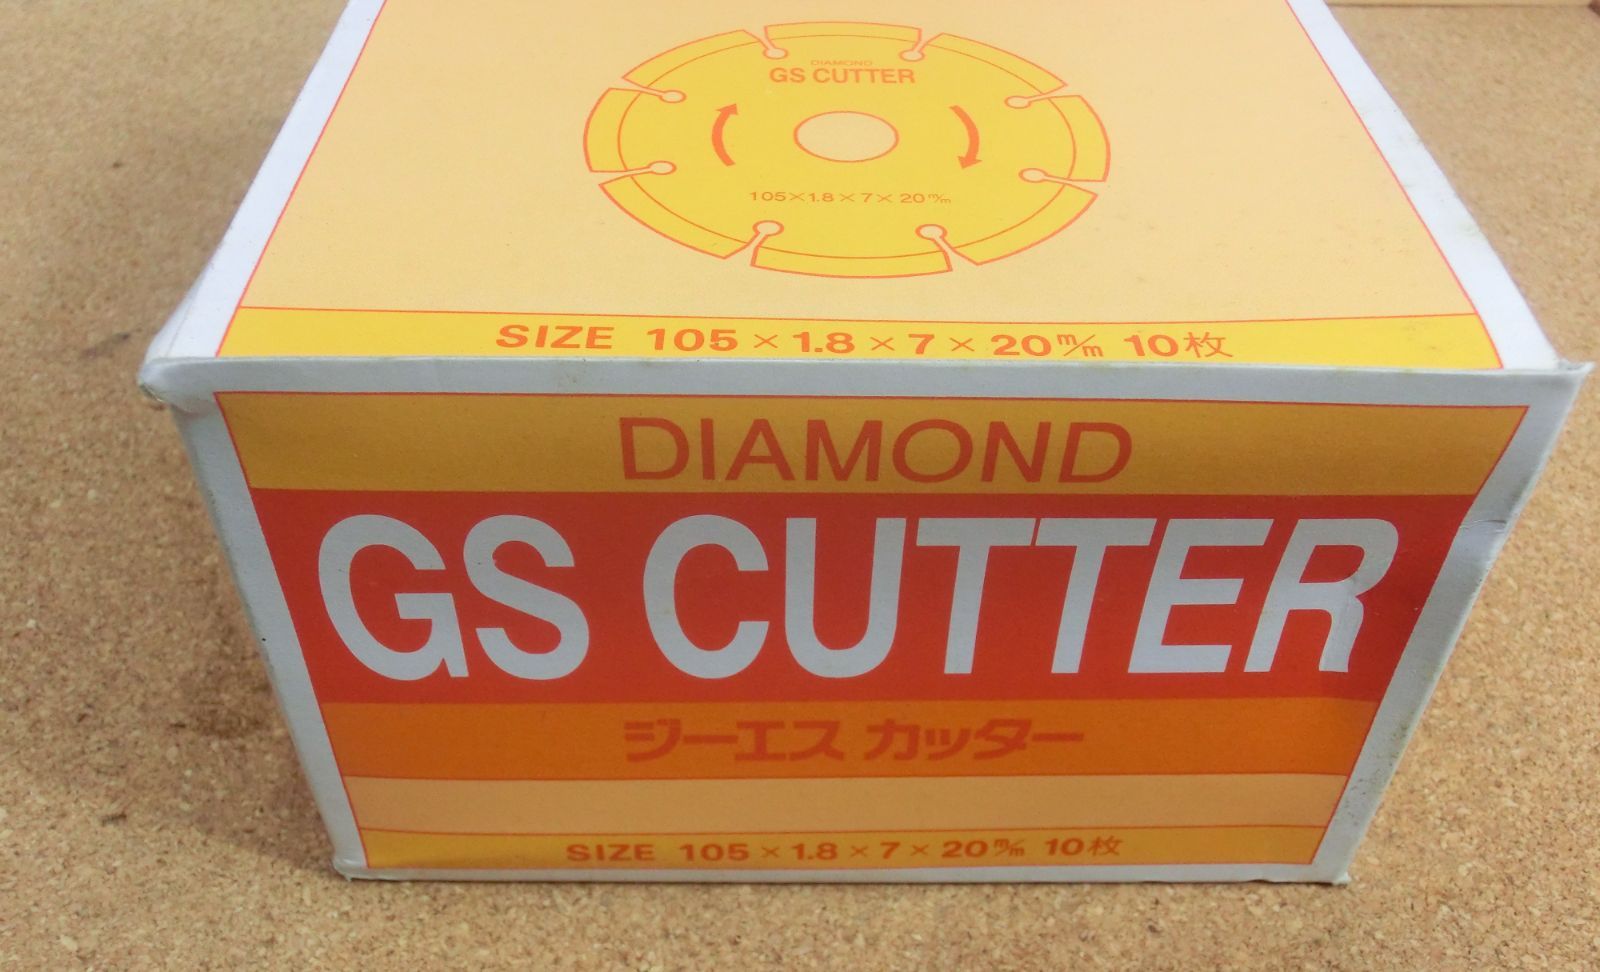 DIAMOND
GS CUTTER
105×1.8×7×20m/m
SIZE 105×1.8×7×20m/m 10枚
DIAMOND
GS CUTTER
ジーエス カッター
SIZE 105×1.8×7×20m/m 10枚